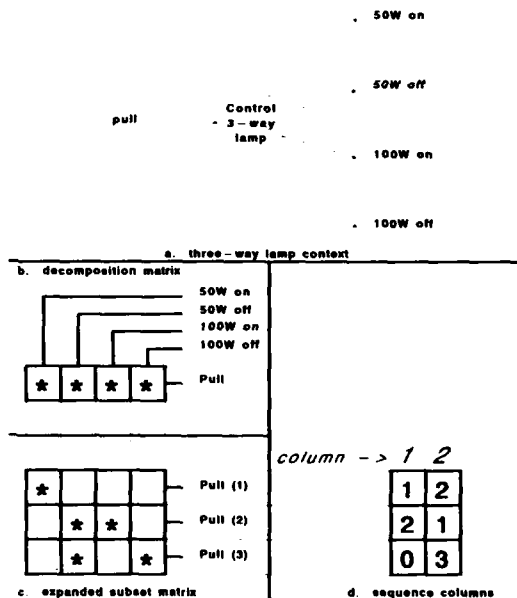 50W on
50W off
pull
Control
3-way
lamp
100W on
100W off
a. three-way lamp context
b. decomposition matrix
50W on
50W off
100W on
100W off
* * * * Pull
* Pull (1)
* * Pull (2)
* * Pull (3)
c. expanded subset matrix
column -> 1 2
1 2
2 1
0 3
d. sequence columns